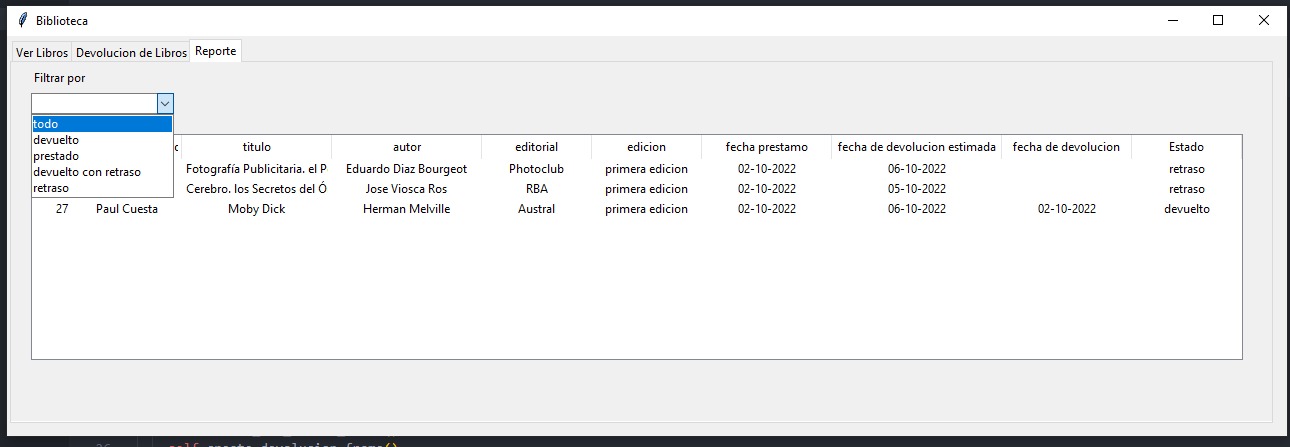 Biblioteca
Ver Libros Devolucion de Libros Reporte
Filtrar por
todo
devuelto
prestado
devuelto con retraso
retraso
titulo autor editorial edicion fecha prestamo fecha de devolucion estimada fecha de devolucion Estado
Fotografía Publicitaria. el P Eduardo Diaz Bourgeot Photoclub primera edicion 02-10-2022 06-10-2022 retraso
Cerebro. los Secretos del Ó Jose Viosca Ros RBA primera edicion 02-10-2022 05-10-2022 retraso
27 Paul Cuesta Moby Dick Herman Melville Austral primera edicion 02-10-2022 06-10-2022 02-10-2022 devuelto